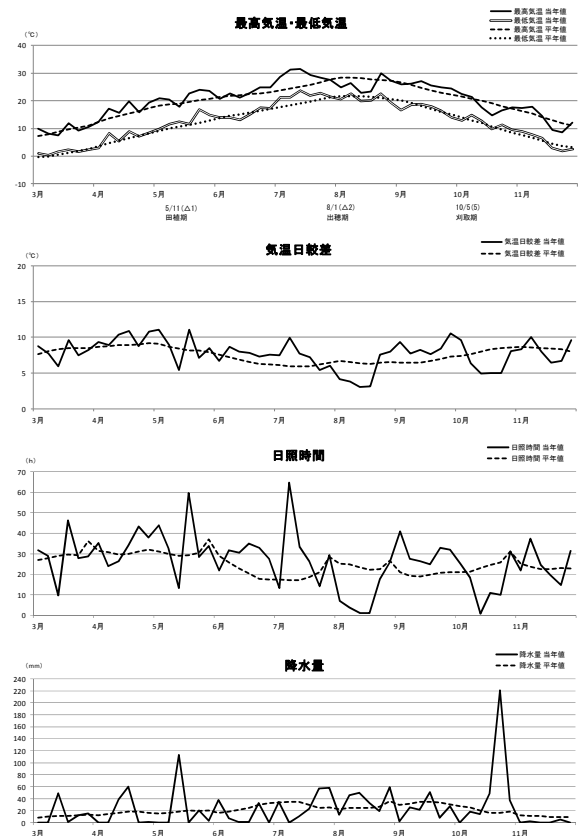 最高気温・最低気温
(℃)
最高気温 当年値
最低気温 当年値
最高気温 平年値
最低気温 平年値
40
30
20
10
0
-10
3月 4月 5月 6月 7月 8月 9月 10月 11月
5/11(△1) 8/1(△2) 10/5(5)
田植期 出穂期 刈取期
気温日較差
(℃)
気温日較差 当年値
気温日較差 平年値
20
15
10
5
0
3月 4月 5月 6月 7月 8月 9月 10月 11月
日照時間
(h)
日照時間 当年値
日照時間 平年値
70
60
50
40
30
20
10
0
3月 4月 5月 6月 7月 8月 9月 10月 11月
降水量
(mm)
降水量 当年値
降水量 平年値
240
220
200
180
160
140
120
100
80
60
40
20
0
3月 4月 5月 6月 7月 8月 9月 10月 11月